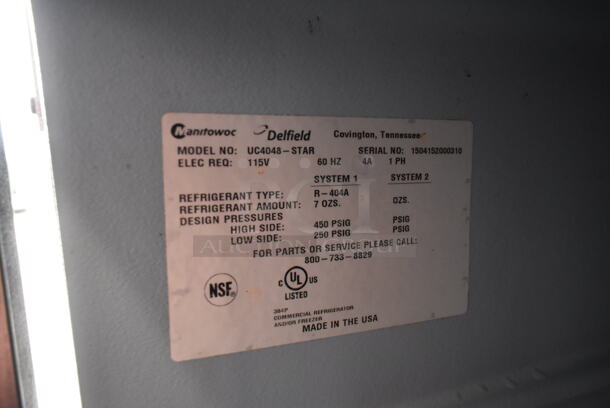 Manitowoc Delfield Covington, Tennessee
MODEL NO: UC4048-STAR SERIAL NO: 1504152000310
ELEC REQ: 115V 60 HZ 4A 1 PH
SYSTEM 1 SYSTEM 2
REFRIGERANT TYPE: R-404A
REFRIGERANT AMOUNT: 7 OZS. OZS.
DESIGN PRESSURES
HIGH SIDE: 450 PSIG PSIG
LOW SIDE: 250 PSIG PSIG
FOR PARTS OR SERVICE PLEASE CALL:
800-733-8829
NSF
C UL US
LISTED
384P
COMMERCIAL REFRIGERATOR
AND/OR FREEZER
MADE IN THE USA